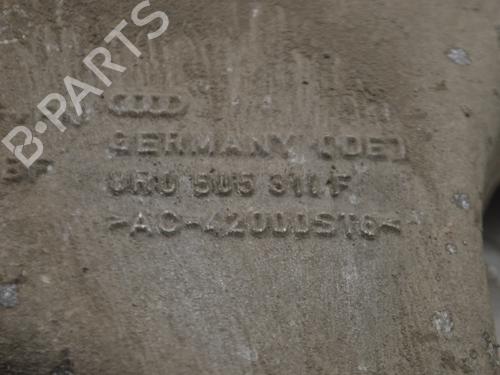 B-PARTS
GERMANY (DE)
8R0 505 311 F
>AC-42000ST6<